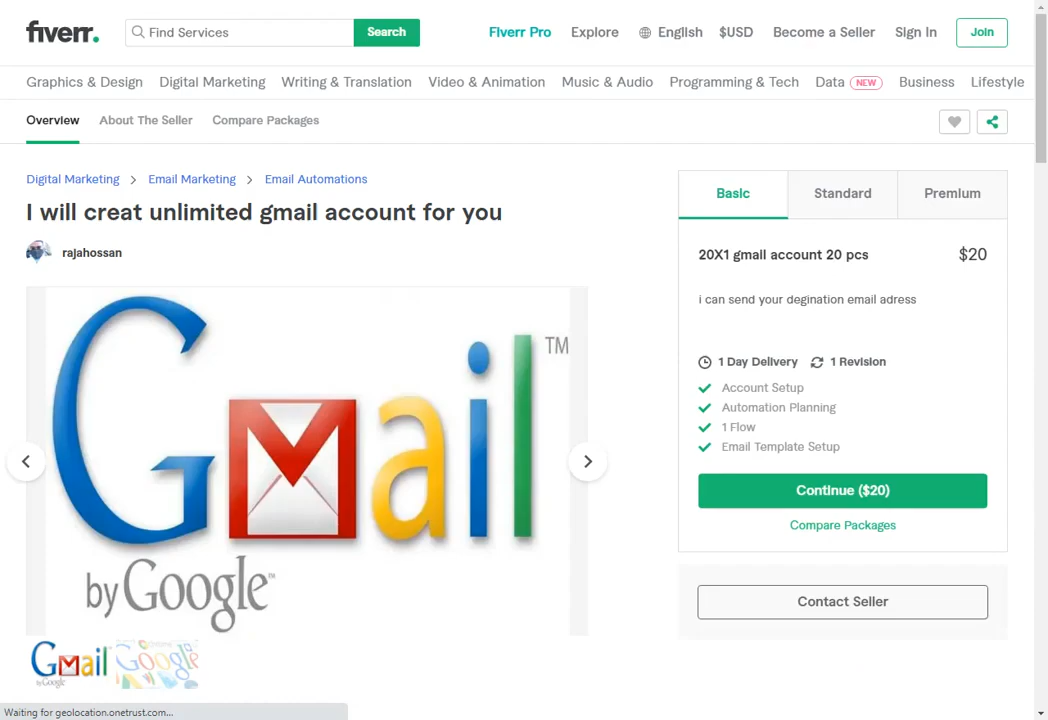 fiverr.
Find Services
Search
Fiverr Pro
Explore
English
$USD
Become a Seller
Sign In
Join
Graphics & Design
Digital Marketing
Writing & Translation
Video & Animation
Music & Audio
Programming & Tech
Data NEW
Business
Lifestyle
Overview
About The Seller
Compare Packages
Digital Marketing
Email Marketing
Email Automations
I will creat unlimited gmail account for you
rajahossan
Gmail TM
by Google TM
Gmail
by Google
Google
Basic
Standard
Premium
20X1 gmail account 20 pcs
$20
i can send your degination email adress
1 Day Delivery
1 Revision
Account Setup
Automation Planning
1 Flow
Email Template Setup
Continue ($20)
Compare Packages
Contact Seller
Waiting for geolocation.onetrust.com...